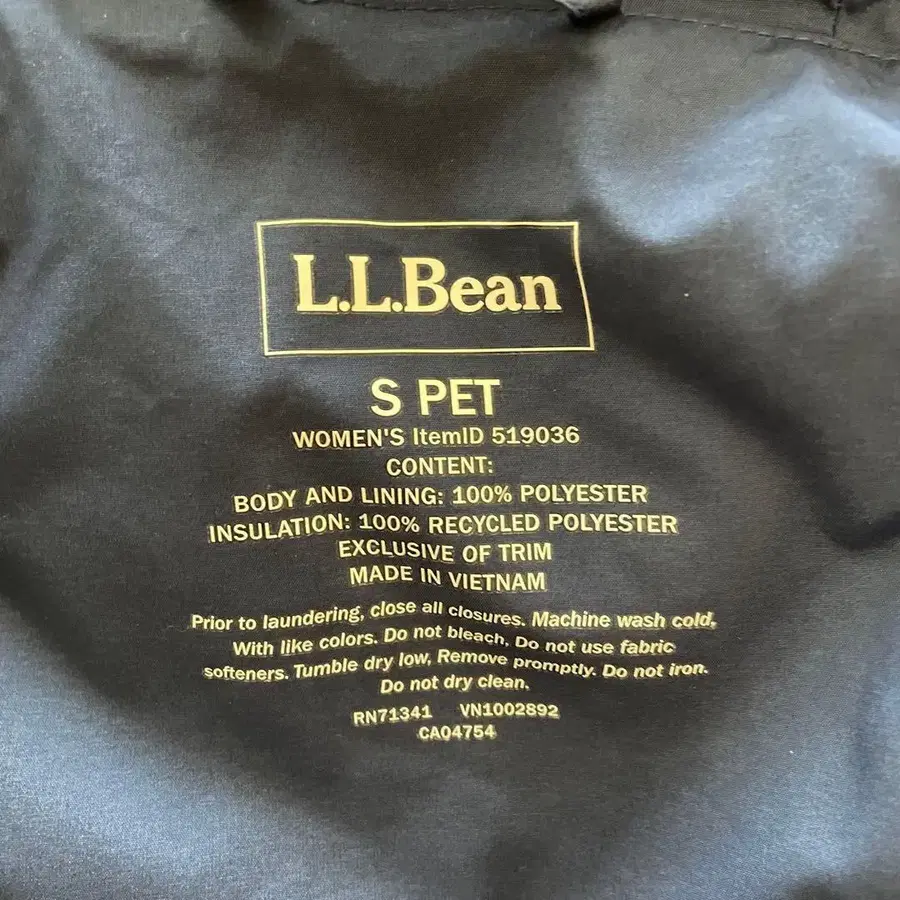 L.L.Bean
S PET
WOMEN'S ItemID 519036
CONTENT:
BODY AND LINING: 100% POLYESTER
INSULATION: 100% RECYCLED POLYESTER
EXCLUSIVE OF TRIM
MADE IN VIETNAM
Prior to laundering, close all closures. Machine wash cold,
With like colors. Do not bleach, Do not use fabric
softeners. Tumble dry low, Remove promptly. Do not iron.
Do not dry clean.
RN71341 VN1002892
CA04754